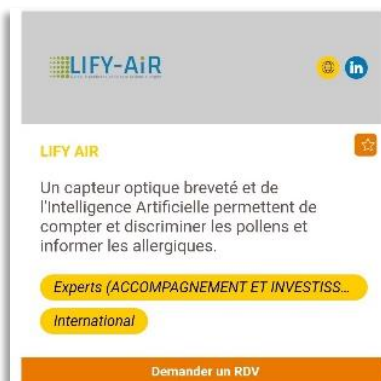 LIFY-AiR
in
LIFY AIR
Un capteur optique breveté et de
l'Intelligence Artificielle permettent de
compter et discriminer les pollens et
informer les allergiques.
Experts (ACCOMPAGNEMENT ET INVESTISS...
International
Demander un RDV